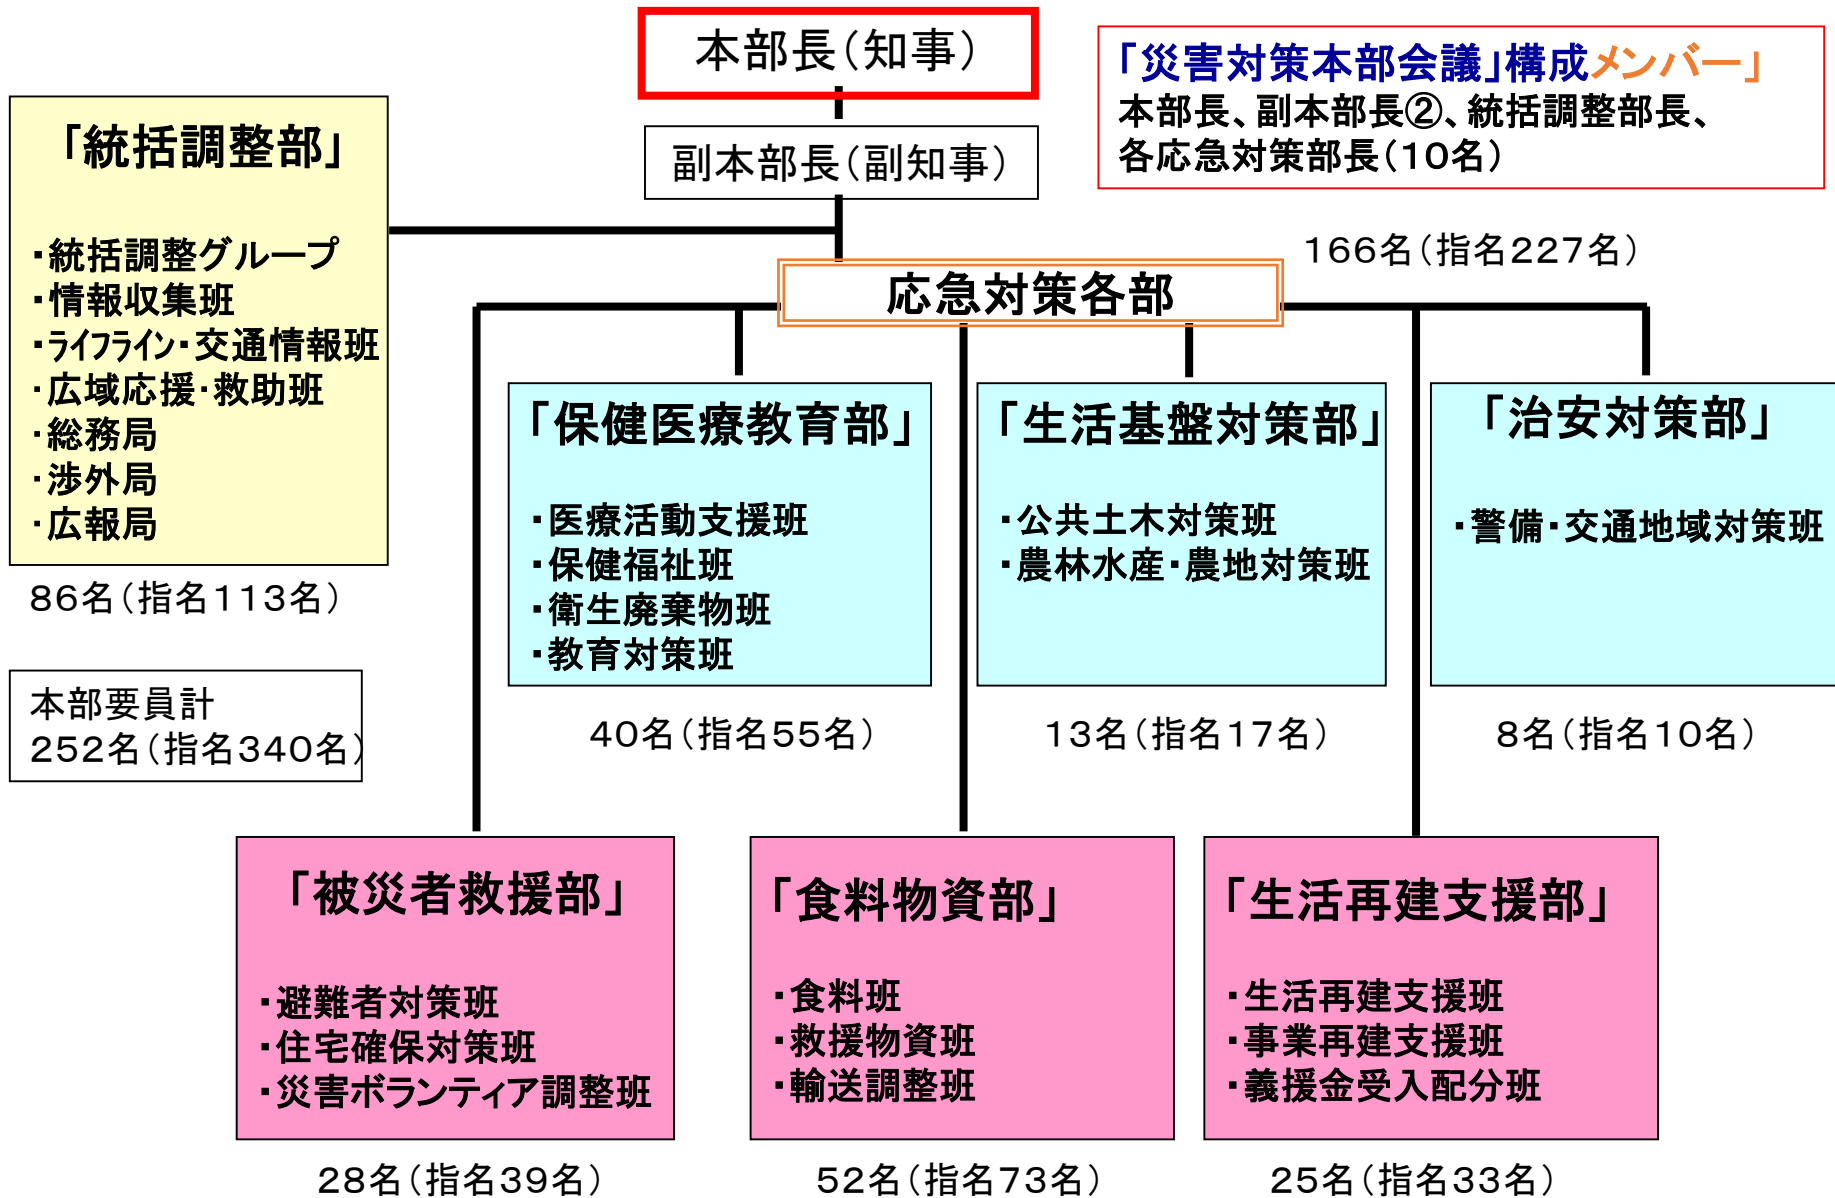 本部長（知事）
副本部長（副知事）
「災害対策本部会議」構成メンバー」
本部長、副本部長②、統括調整部長、
各応急対策部長（10名）
「統括調整部」
・統括調整グループ
・情報収集班
・ﾗｲﾌﾗｲﾝ・交通情報班
・広域応援・救助班
・総務局
・渉外局
・広報局
86名（指名113名）
本部要員計
252名（指名340名）
166名（指名227名）
応急対策各部
「保健医療教育部」
・医療活動支援班
・保健福祉班
・衛生廃棄物班
・教育対策班
40名（指名55名）
「生活基盤対策部」
・公共土木対策班
・農林水産・農地対策班
13名（指名17名）
「治安対策部」
・警備・交通地域対策班
8名（指名10名）
「被災者救援部」
・避難者対策班
・住宅確保対策班
・災害ボランティア調整班
28名（指名39名）
「食料物資部」
・食料班
・救援物資班
・輸送調整班
52名（指名73名）
「生活再建支援部」
・生活再建支援班
・事業再建支援班
・義援金受入配分班
25名（指名33名）